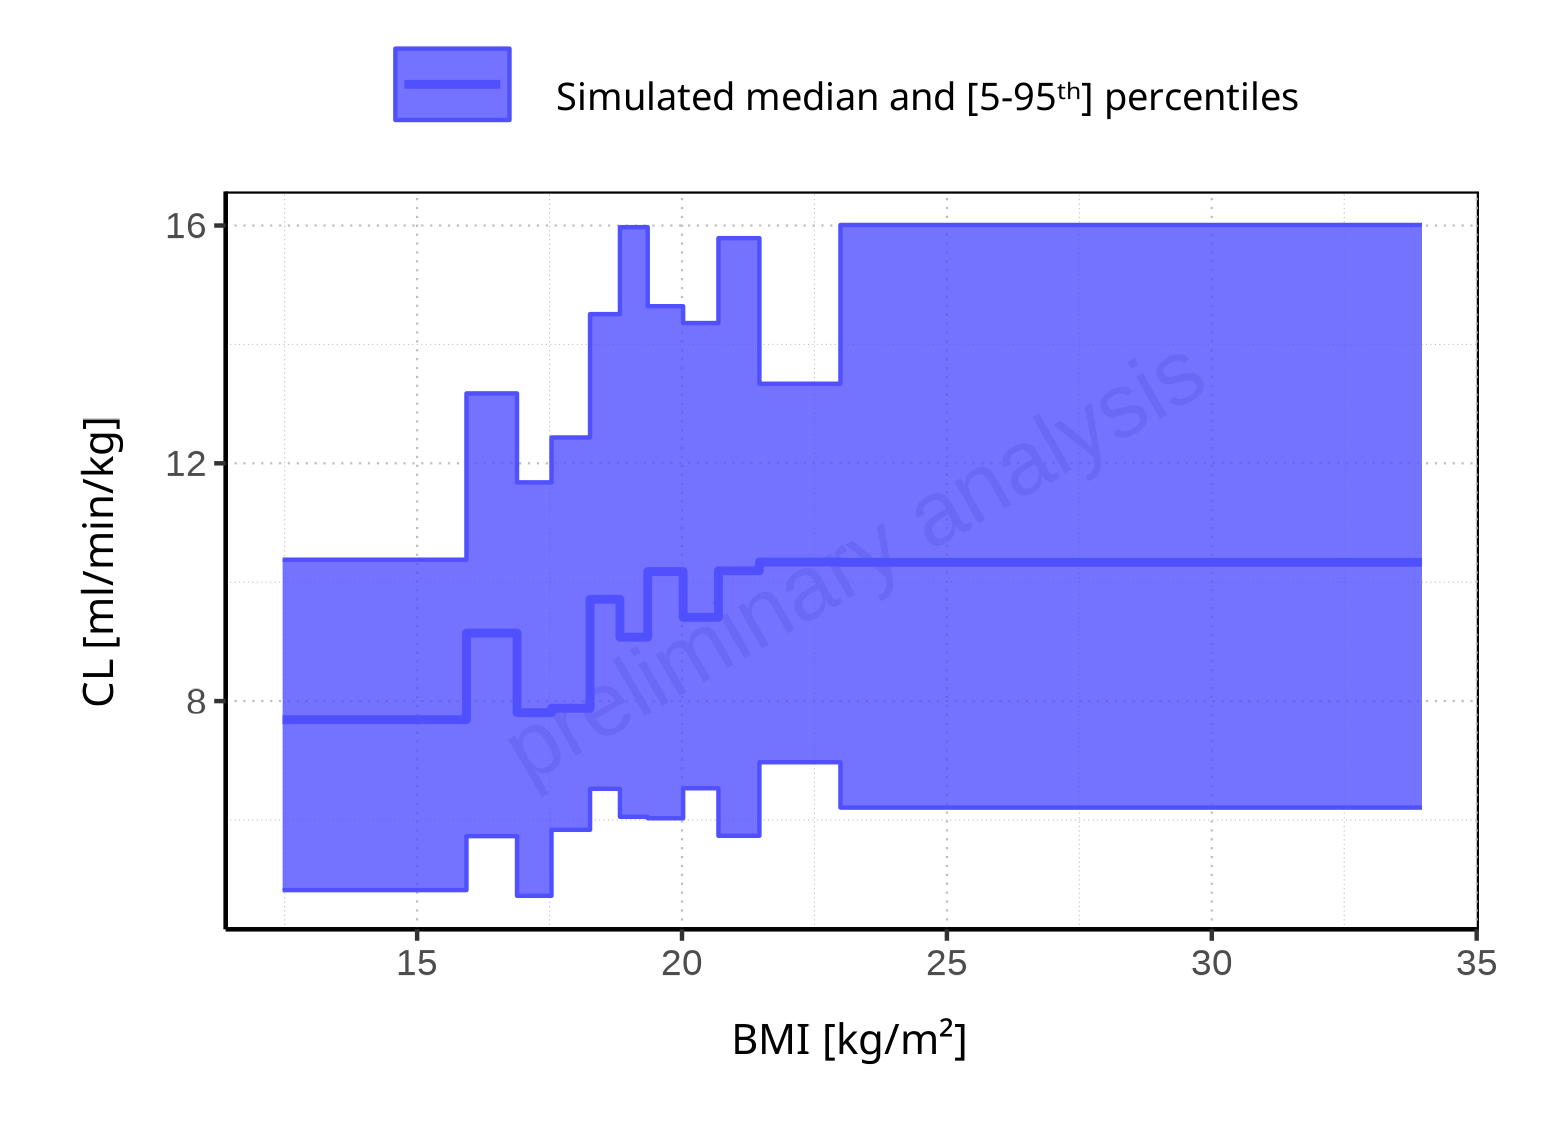 Simulated median and [5-95ᵗʰ] percentiles
16
12
8
CL [ml/min/kg]
preliminary analysis
15 20 25 30 35
BMI [kg/m²]